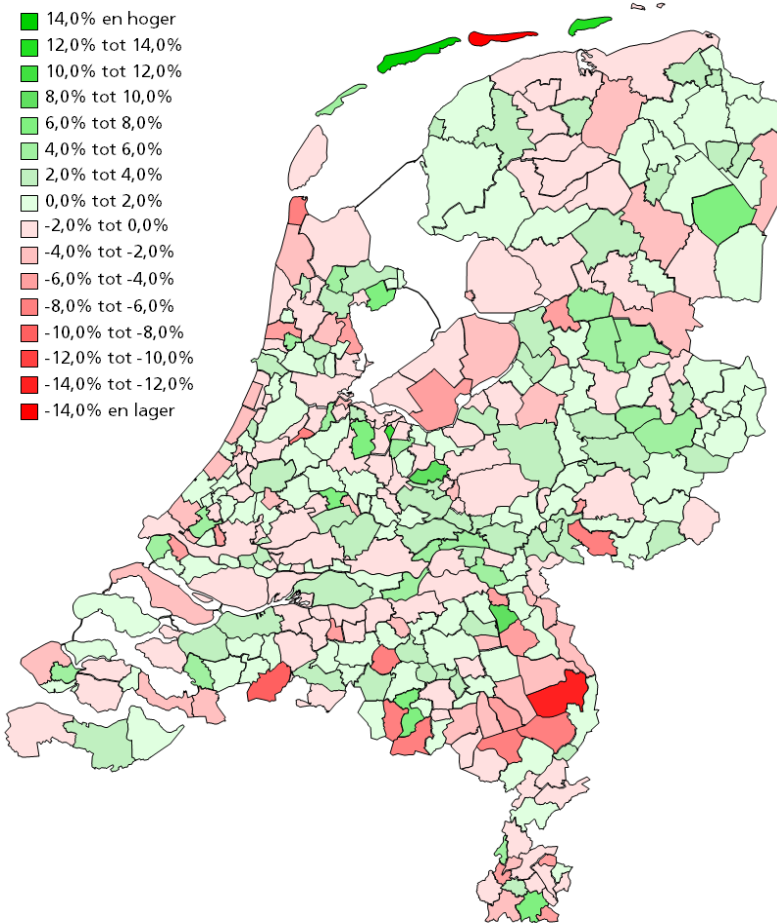 14,0% en hoger
12,0% tot 14,0%
10,0% tot 12,0%
8,0% tot 10,0%
6,0% tot 8,0%
4,0% tot 6,0%
2,0% tot 4,0%
0,0% tot 2,0%
-2,0% tot 0,0%
-4,0% tot -2,0%
-6,0% tot -4,0%
-8,0% tot -6,0%
-10,0% tot -8,0%
-12,0% tot -10,0%
-14,0% tot -12,0%
-14,0% en lager